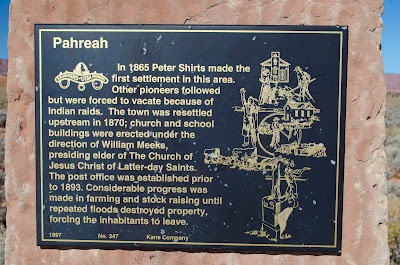 Pahreah
In 1865 Peter Shirts made the
first settlement in this area.
Other pioneers followed
but were forced to vacate because of
Indian raids. The town was resettled
upstream in 1870; church and school
buildings were erected under the
direction of William Meeks,
presiding elder of The Church of
Jesus Christ of Latter-day Saints.
The post office was established prior
to 1893. Considerable progress was
made in farming and stock raising until
repeated floods destroyed property,
forcing the inhabitants to leave.
1997 No. 347 Kane Company